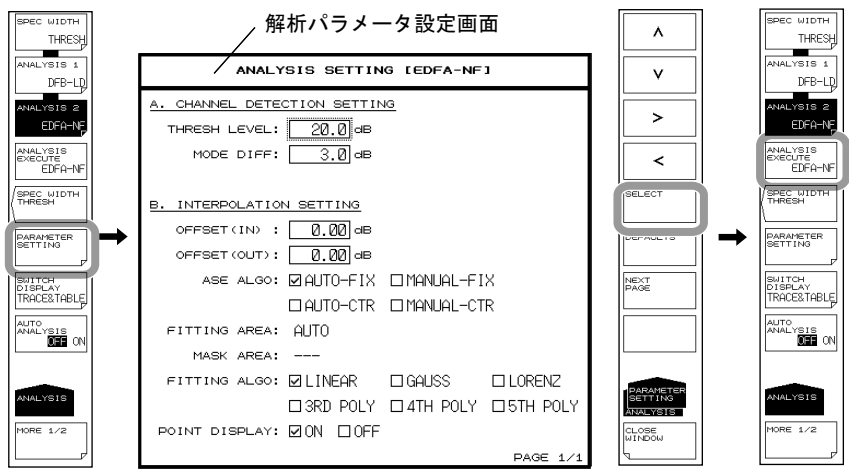 解析パラメータ設定画面
SPEC WIDTH
THRESH
ANALYSIS 1
DFB-LD
ANALYSIS 2
EDFA-NF
ANALYSIS
EXECUTE
EDFA-NF
SPEC WIDTH
THRESH
PARAMETER
SETTING
SWITCH
DISPLAY
TRACE&TABLE
AUTO
ANALYSIS
OFF ON
ANALYSIS
MORE 1/2
ANALYSIS SETTING [EDFA-NF]
A. CHANNEL DETECTION SETTING
THRESH LEVEL: 20.0 dB
MODE DIFF: 3.0 dB
B. INTERPOLATION SETTING
OFFSET(IN) : 0.00 dB
OFFSET(OUT): 0.00 dB
ASE ALGO: ☑AUTO-FIX ☐MANUAL-FIX
☐AUTO-CTR ☐MANUAL-CTR
FITTING AREA: AUTO
MASK AREA: ---
FITTING ALGO: ☑LINEAR ☐GAUSS ☐LORENZ
☐3RD POLY ☐4TH POLY ☐5TH POLY
POINT DISPLAY: ☑ON ☐OFF
PAGE 1/1
SELECT
DEFAULTS
NEXT
PAGE
PARAMETER
SETTING
ANALYSIS
CLOSE
WINDOW
SPEC WIDTH
THRESH
ANALYSIS 1
DFB-LD
ANALYSIS 2
EDFA-NF
ANALYSIS
EXECUTE
EDFA-NF
SPEC WIDTH
THRESH
PARAMETER
SETTING
SWITCH
DISPLAY
TRACE&TABLE
AUTO
ANALYSIS
OFF ON
ANALYSIS
MORE 1/2